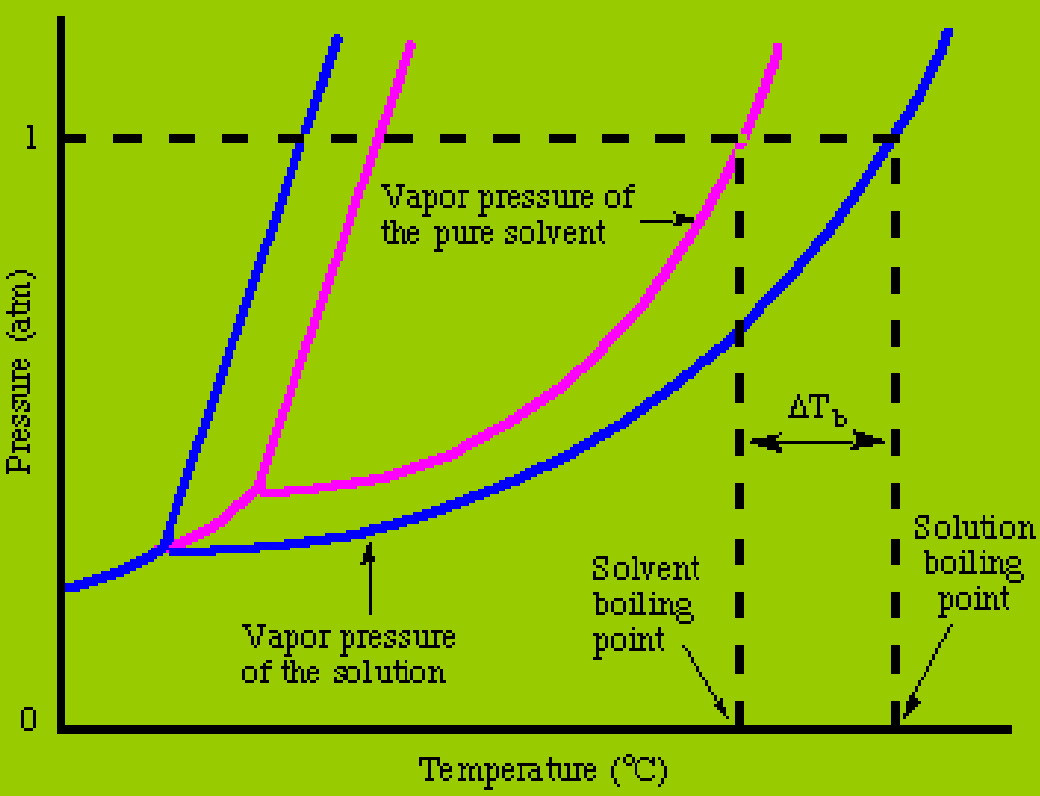 1
Vapor pressure of
the pure solvent
Pressure (atm)
ΔTb
Solution
boiling
point
Solvent
boiling
point
Vapor pressure
of the solution
0
Temperature (°C)